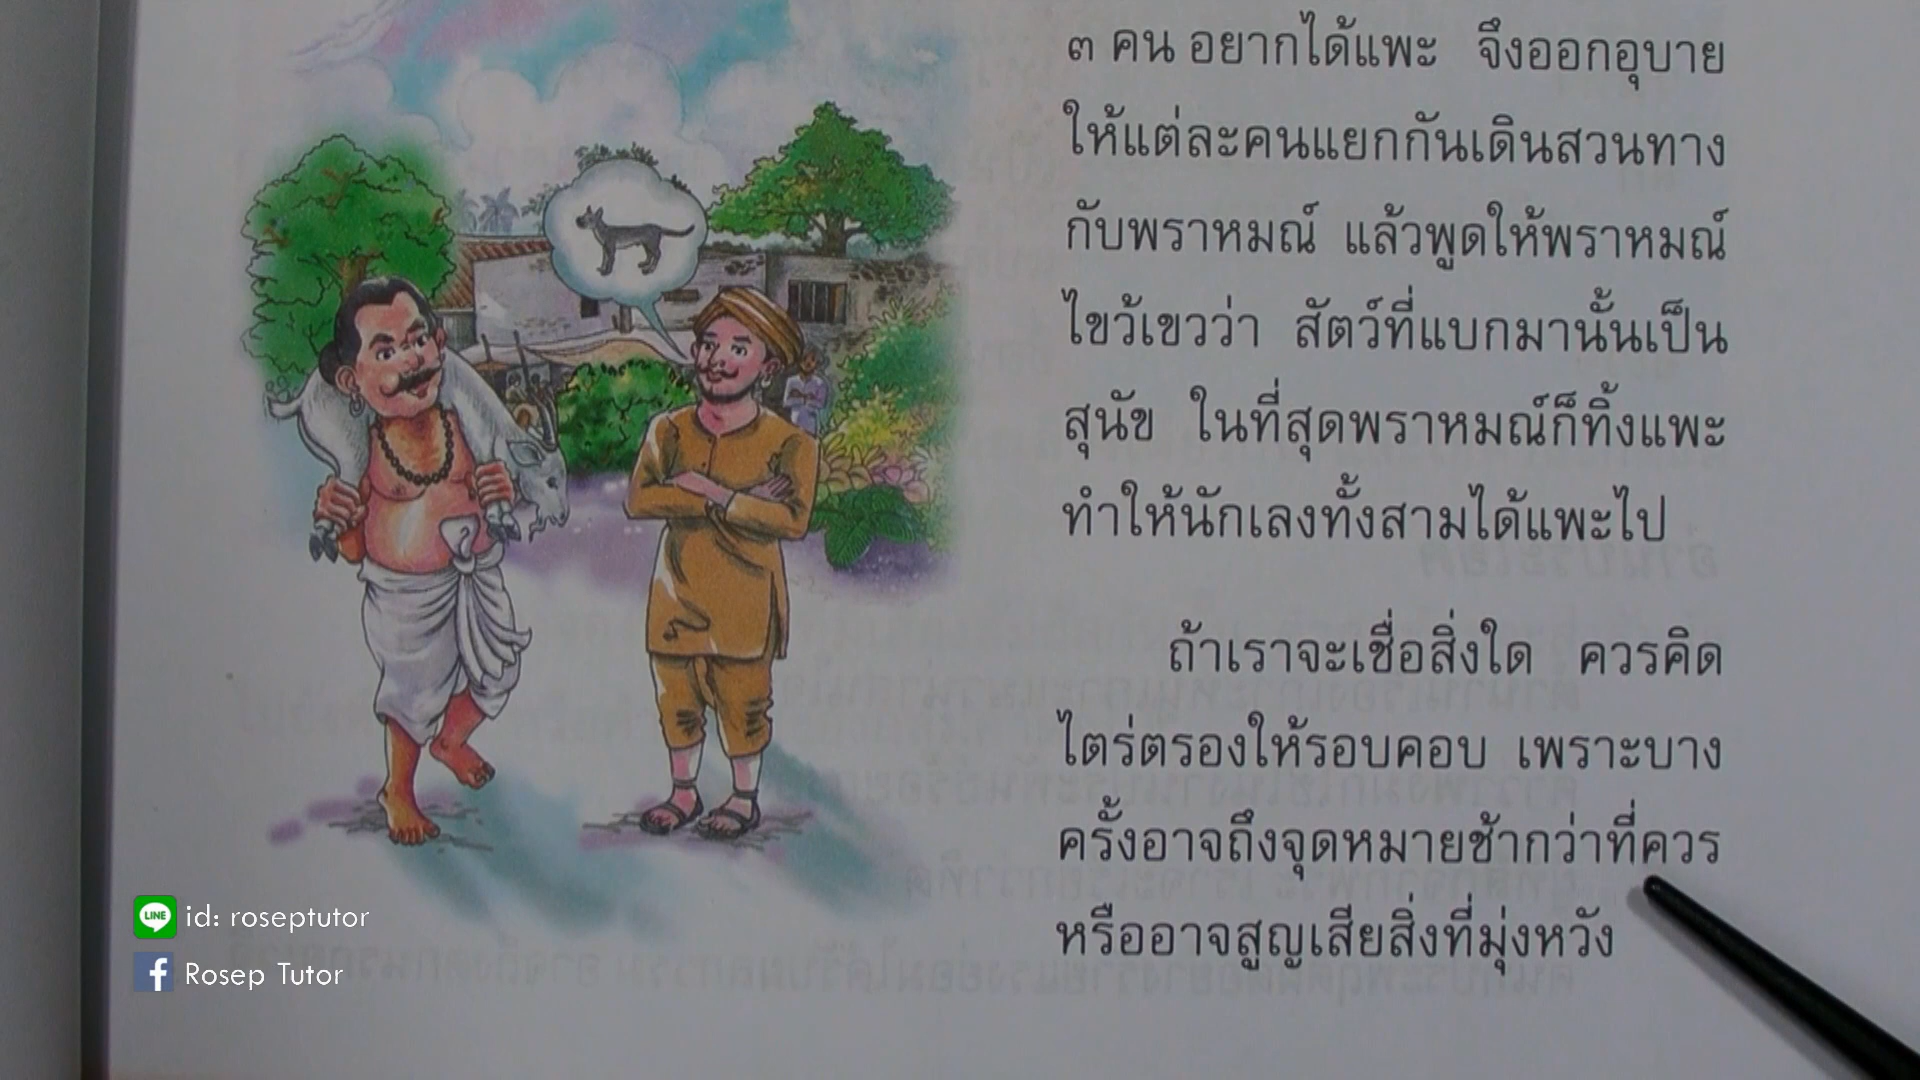 ๓ คน อยากได้แพะ จึงออกอุบาย
ให้แต่ละคนแยกกันเดินสวนทาง
กับพราหมณ์ แล้วพูดให้พราหมณ์
ไขว้เขวว่า สัตว์ที่แบกมานั้นเป็น
สุนัข ในที่สุดพราหมณ์ก็ทิ้งแพะ
ทำให้นักเลงทั้งสามได้แพะไป
ถ้าเราจะเชื่อสิ่งใด ควรคิด
ไตร่ตรองให้รอบคอบ เพราะบาง
ครั้งอาจถึงจุดหมายช้ากว่าที่ควร
หรืออาจสูญเสียสิ่งที่มุ่งหวัง
LINE id: roseptutor
f Rosep Tutor